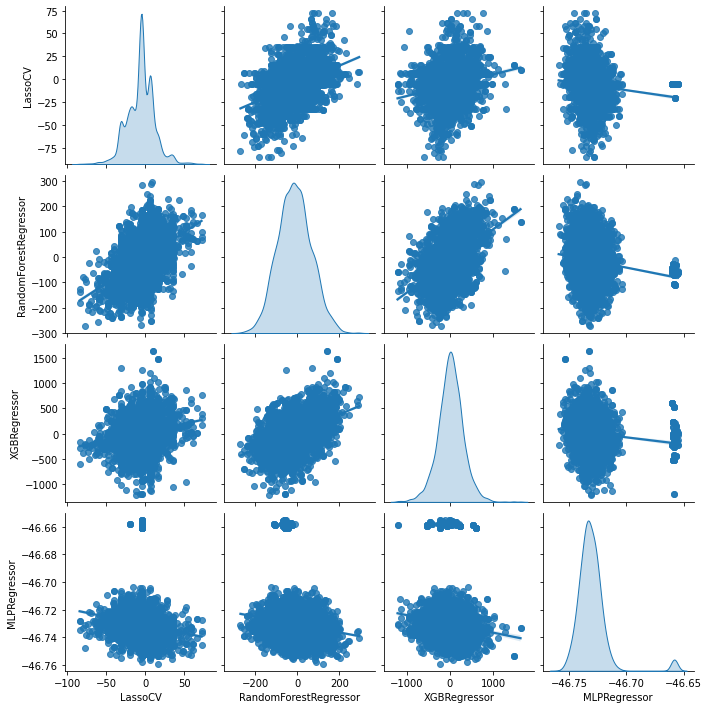 75
50
25
0
−25
−50
−75
LassoCV
300
200
100
0
−100
−200
−300
RandomForestRegressor
1500
1000
500
0
−500
−1000
XGBRegressor
−46.66
−46.68
−46.70
−46.72
−46.74
−46.76
MLPRegressor
−100 −50 0 50
LassoCV
−200 0 200
RandomForestRegressor
−1000 0 1000
XGBRegressor
−46.75 −46.70 −46.65
MLPRegressor